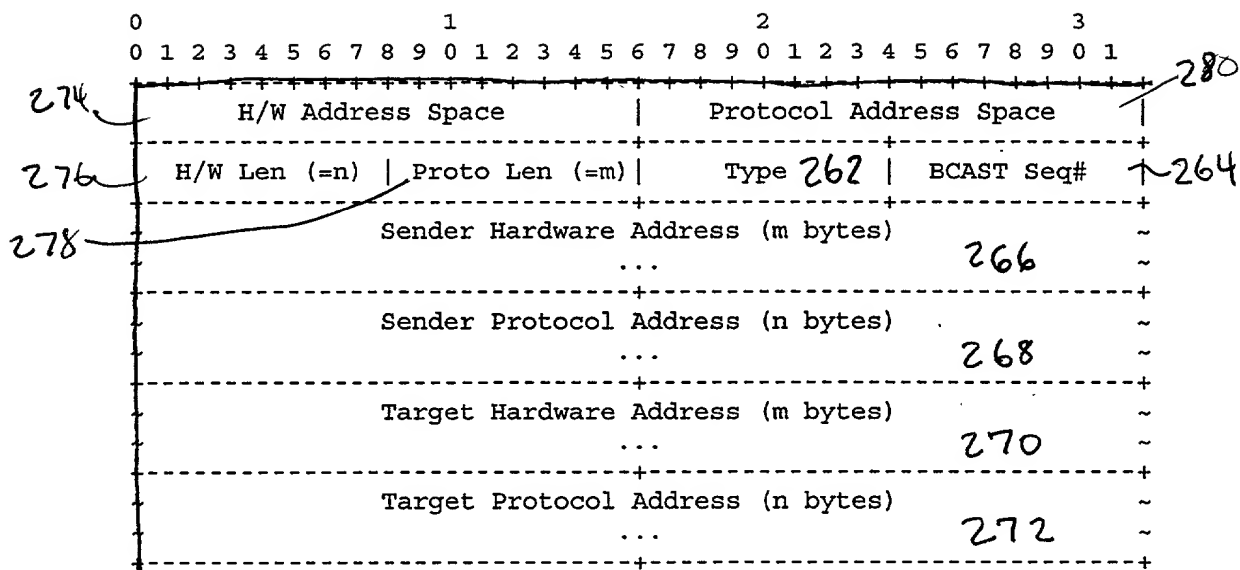 0 1 2 3
0 1 2 3 4 5 6 7 8 9 0 1 2 3 4 5 6 7 8 9 0 1 2 3 4 5 6 7 8 9 0 1
274 H/W Address Space | Protocol Address Space | 280
276 H/W Len (=n) | Proto Len (=m) | Type 262 | BCAST Seq# 264
278 Sender Hardware Address (m bytes) ~
~ ... 266 ~
Sender Protocol Address (n bytes) ~
~ ... 268 ~
Target Hardware Address (m bytes) ~
~ ... 270 ~
Target Protocol Address (n bytes) ~
~ ... 272 ~